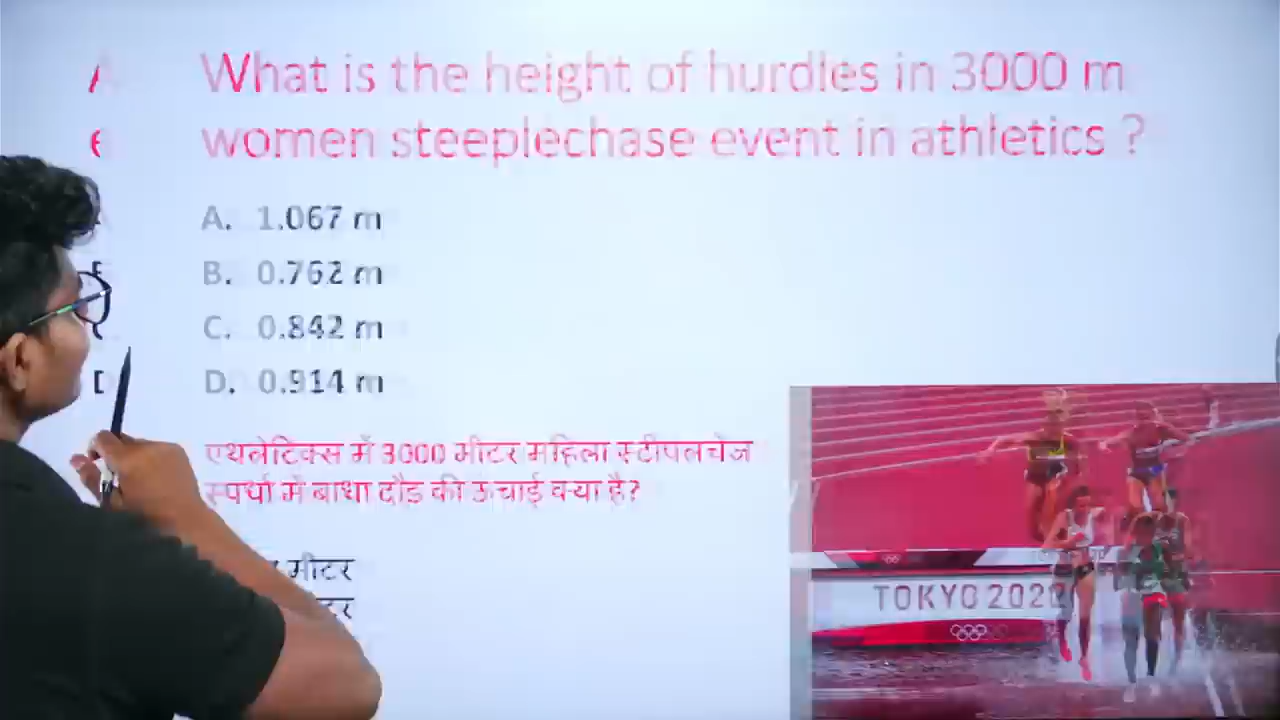 What is the height of hurdles in 3000 m
women steeplechase event in athletics ?
A. 1.067 m
B. 0.762 m
C. 0.842 m
D. 0.914 m
एथलेटिक्स में 3000 मीटर महिला स्टीपलचेज
स्पर्धा में बाधा दौड़ की ऊंचाई क्या है?
मीटर
TOKYO 2020